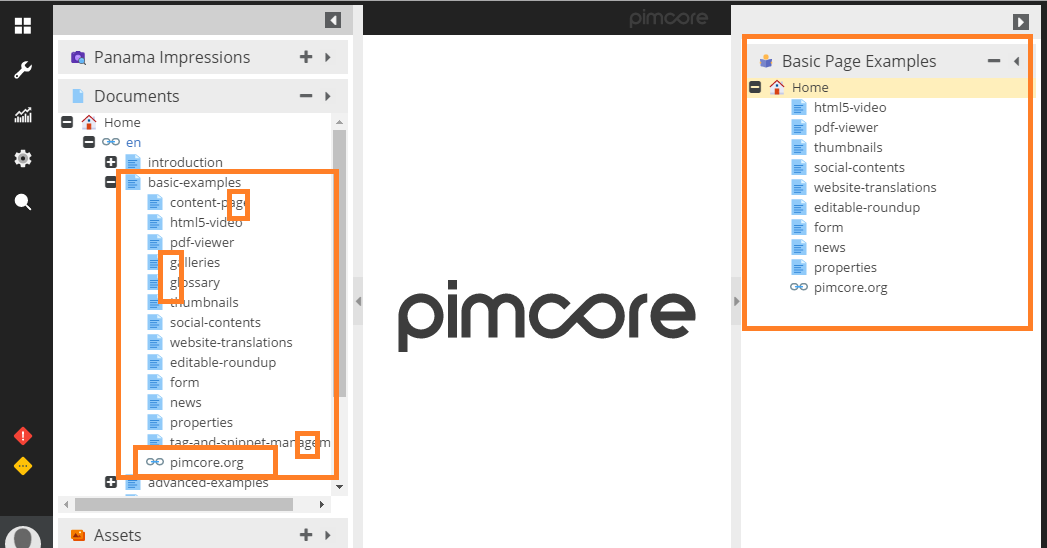 pimcore
Panama Impressions
Documents
Home
en
introduction
basic-examples
content-page
html5-video
pdf-viewer
galleries
glossary
thumbnails
social-contents
website-translations
editable-roundup
form
news
properties
tag-and-snippet-managem
pimcore.org
advanced-examples
Assets
pimcore
Basic Page Examples
Home
html5-video
pdf-viewer
thumbnails
social-contents
website-translations
editable-roundup
form
news
properties
pimcore.org